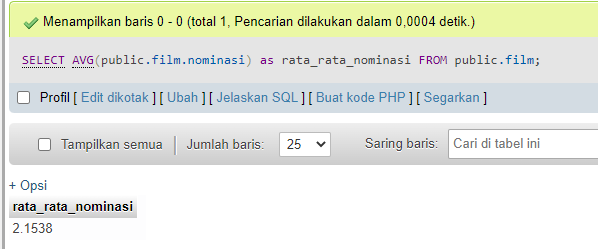 Menampilkan baris 0 - 0 (total 1, Pencarian dilakukan dalam 0,0004 detik.)
SELECT AVG(public.film.nominasi) as rata_rata_nominasi FROM public.film;
Profil [ Edit dikotak ] [ Ubah ] [ Jelaskan SQL ] [ Buat kode PHP ] [ Segarkan ]
Tampilkan semua | Jumlah baris: 25 Saring baris: Cari di tabel ini
+ Opsi
rata_rata_nominasi
2.1538